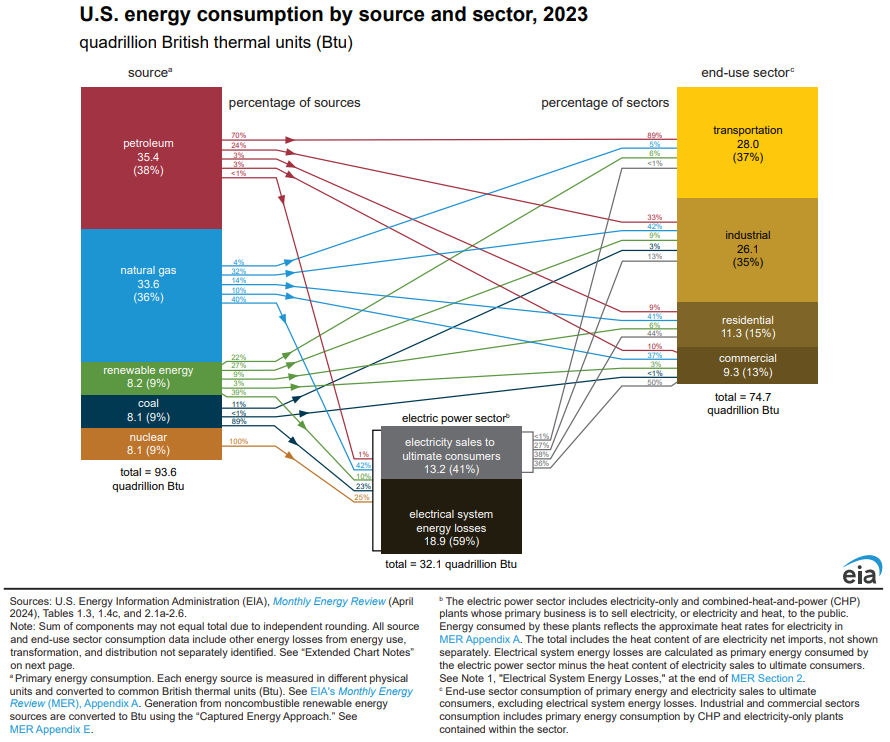 U.S. energy consumption by source and sector, 2023
quadrillion British thermal units (Btu)
sourceᵃ
end-use sectorᶜ
percentage of sources
percentage of sectors
petroleum
35.4
(38%)
70%
24%
3%
3%
<1%
natural gas
33.6
(36%)
4%
32%
14%
10%
40%
renewable energy
8.2 (9%)
22%
27%
9%
3%
39%
coal
8.1 (9%)
11%
<1%
89%
nuclear
8.1 (9%)
100%
total = 93.6
quadrillion Btu
89%
5%
6%
<1%
transportation
28.0
(37%)
33%
42%
9%
3%
13%
industrial
26.1
(35%)
9%
41%
6%
44%
residential
11.3 (15%)
10%
37%
3%
<1%
50%
commercial
9.3 (13%)
total = 74.7
quadrillion Btu
electric power sectorᵇ
1%
42%
10%
23%
25%
electricity sales to
ultimate consumers
13.2 (41%)
<1%
27%
38%
36%
electrical system
energy losses
18.9 (59%)
total = 32.1 quadrillion Btu
eia
Sources: U.S. Energy Information Administration (EIA), Monthly Energy Review (April
2024), Tables 1.3, 1.4c, and 2.1a-2.6.
Note: Sum of components may not equal total due to independent rounding. All source
and end-use sector consumption data include other energy losses from energy use,
transformation, and distribution not separately identified. See “Extended Chart Notes”
on next page.
ᵃ Primary energy consumption. Each energy source is measured in different physical
units and converted to common British thermal units (Btu). See EIA's Monthly Energy
Review (MER), Appendix A. Generation from noncombustible renewable energy
sources are converted to Btu using the “Captured Energy Approach.” See
MER Appendix E.
ᵇ The electric power sector includes electricity-only and combined-heat-and-power (CHP)
plants whose primary business is to sell electricity, or electricity and heat, to the public.
Energy consumed by these plants reflects the approximate heat rates for electricity in
MER Appendix A. The total includes the heat content of are electricity net imports, not shown
separately. Electrical system energy losses are calculated as primary energy consumed by
the electric power sector minus the heat content of electricity sales to ultimate consumers.
See Note 1, "Electrical System Energy Losses," at the end of MER Section 2.
ᶜ End-use sector consumption of primary energy and electricity sales to ultimate
consumers, excluding electrical system energy losses. Industrial and commercial sectors
consumption includes primary energy consumption by CHP and electricity-only plants
contained within the sector.